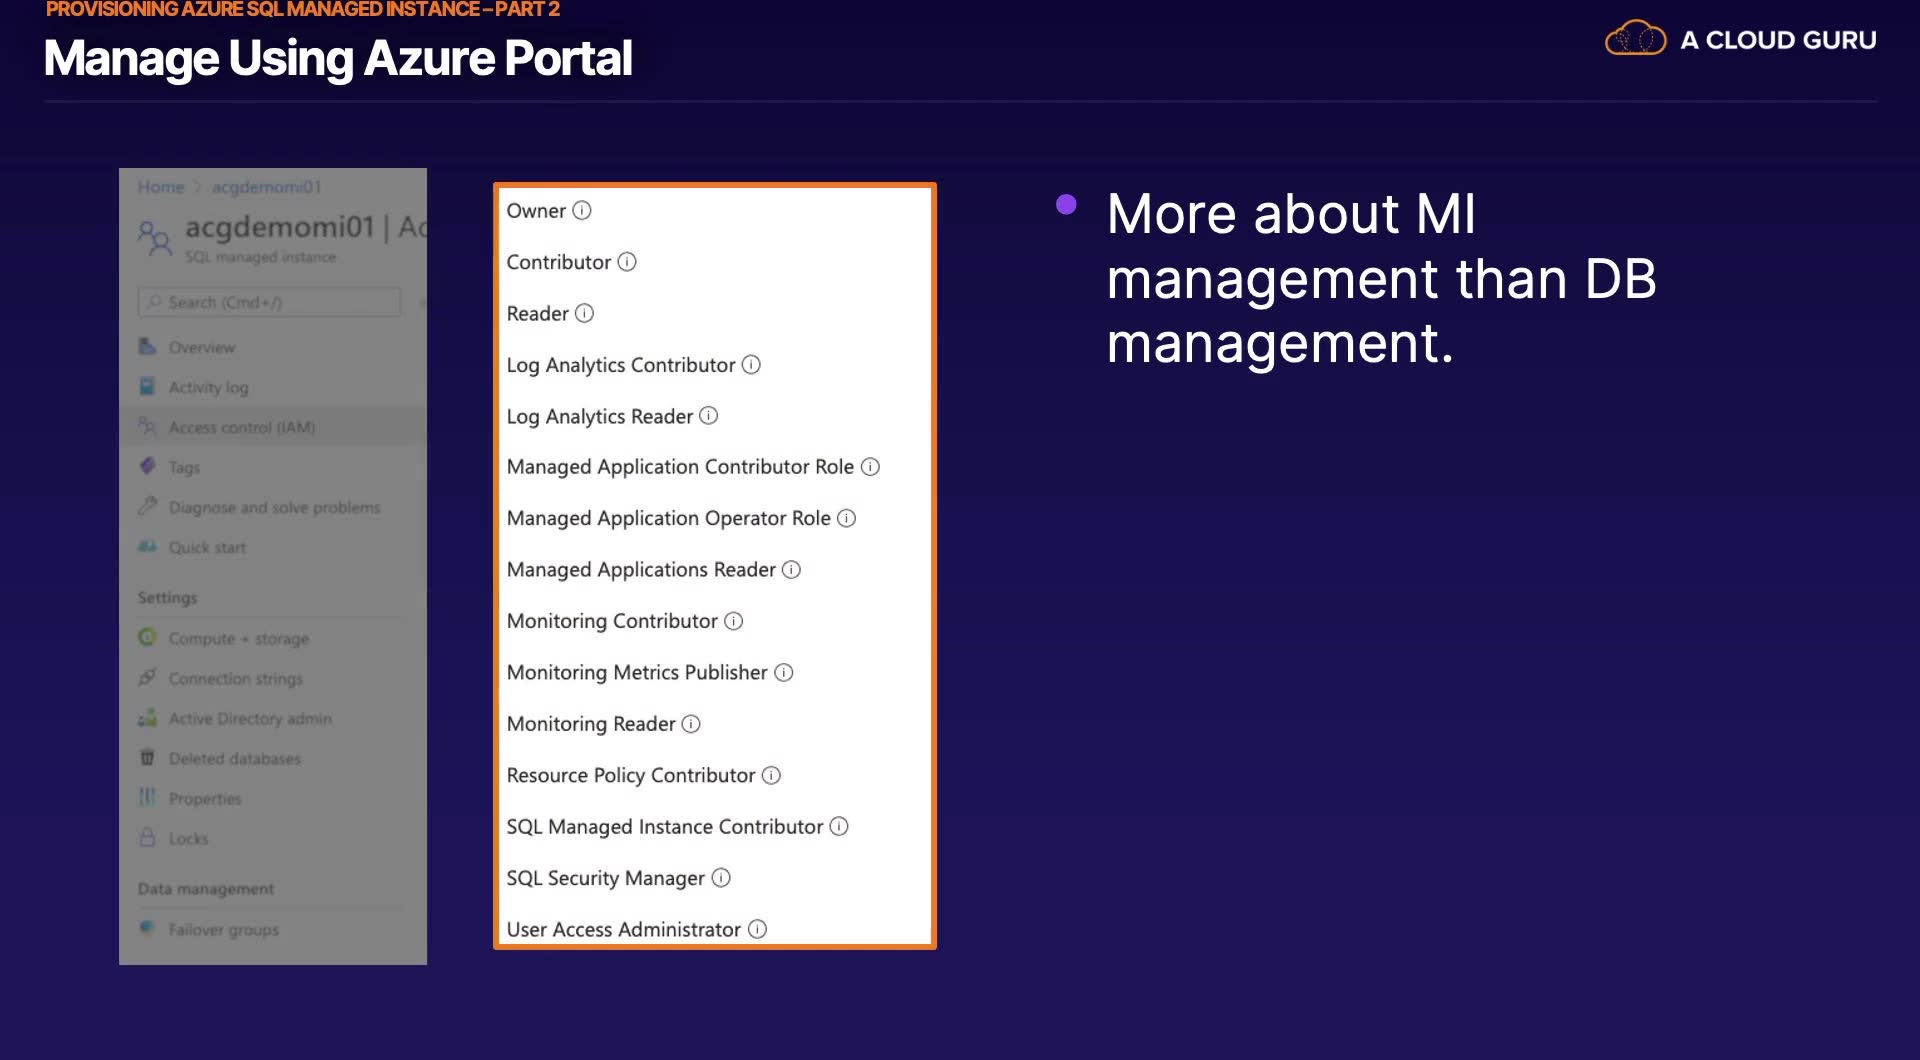 PROVISIONING AZURE SQL MANAGED INSTANCE – PART 2
Manage Using Azure Portal
A CLOUD GURU
Home > acgdemomi01
acgdemomi01 | Ac
SQL managed instance
Search (Cmd+/)
Overview
Activity log
Access control (IAM)
Tags
Diagnose and solve problems
Quick start
Settings
Compute + storage
Connection strings
Active Directory admin
Deleted databases
Properties
Locks
Data management
Failover groups
Owner
Contributor
Reader
Log Analytics Contributor
Log Analytics Reader
Managed Application Contributor Role
Managed Application Operator Role
Managed Applications Reader
Monitoring Contributor
Monitoring Metrics Publisher
Monitoring Reader
Resource Policy Contributor
SQL Managed Instance Contributor
SQL Security Manager
User Access Administrator
• More about MI
management than DB
management.